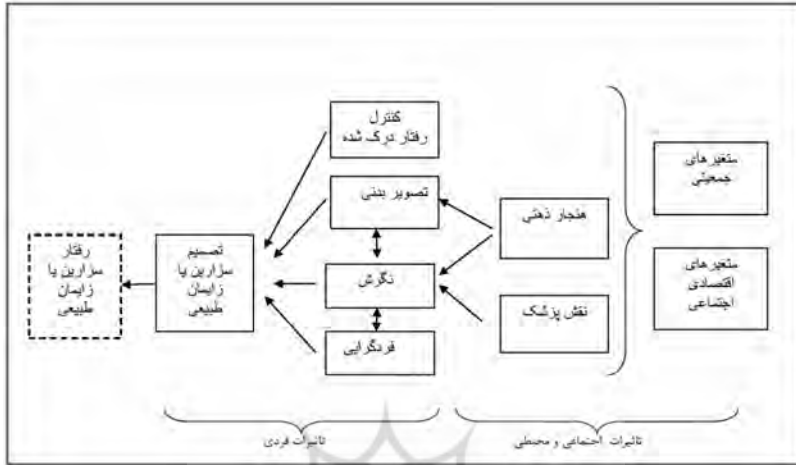 متغیرهای
جمعیتی
متغیرهای
اقتصادی
اجتماعی
هنجار ذهنی
نقش پزشک
کنترل
رفتار درک شده
تصویر بدنی
نگرش
فردگرایی
تصمیم
سزارین یا
زایمان
طبیعی
رفتار
سزارین یا
زایمان
طبیعی
تاثیرات اجتماعی و محیطی
تاثیرات فردی